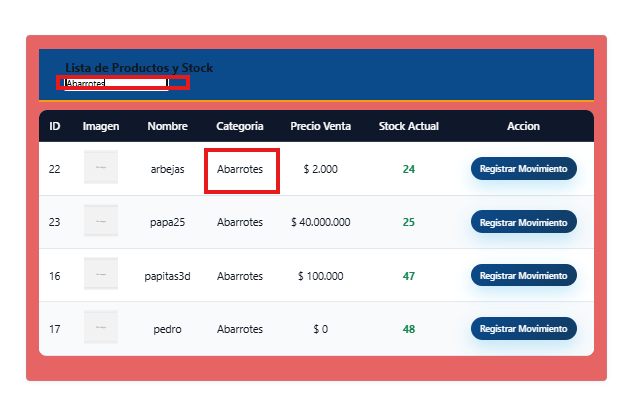 Lista de Productos y Stock
Abarrotes
ID Imagen Nombre Categoria Precio Venta Stock Actual Accion
22 arbejas Abarrotes $ 2.000 24 Registrar Movimiento
23 papa25 Abarrotes $ 40.000.000 25 Registrar Movimiento
16 papitas3d Abarrotes $ 100.000 47 Registrar Movimiento
17 pedro Abarrotes $ 0 48 Registrar Movimiento